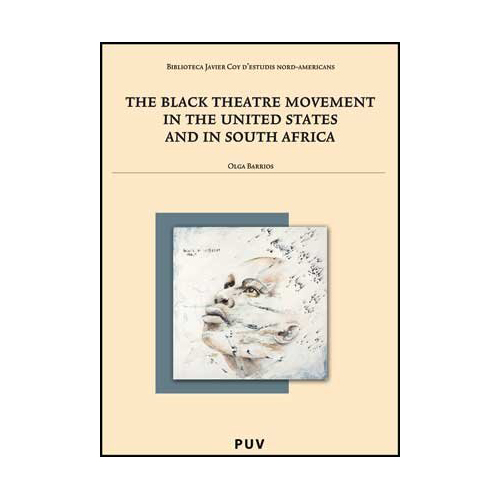 Biblioteca Javier Coy d'estudis nord-americans
THE BLACK THEATRE MOVEMENT
IN THE UNITED STATES
AND IN SOUTH AFRICA
Olga Barrios
PUV